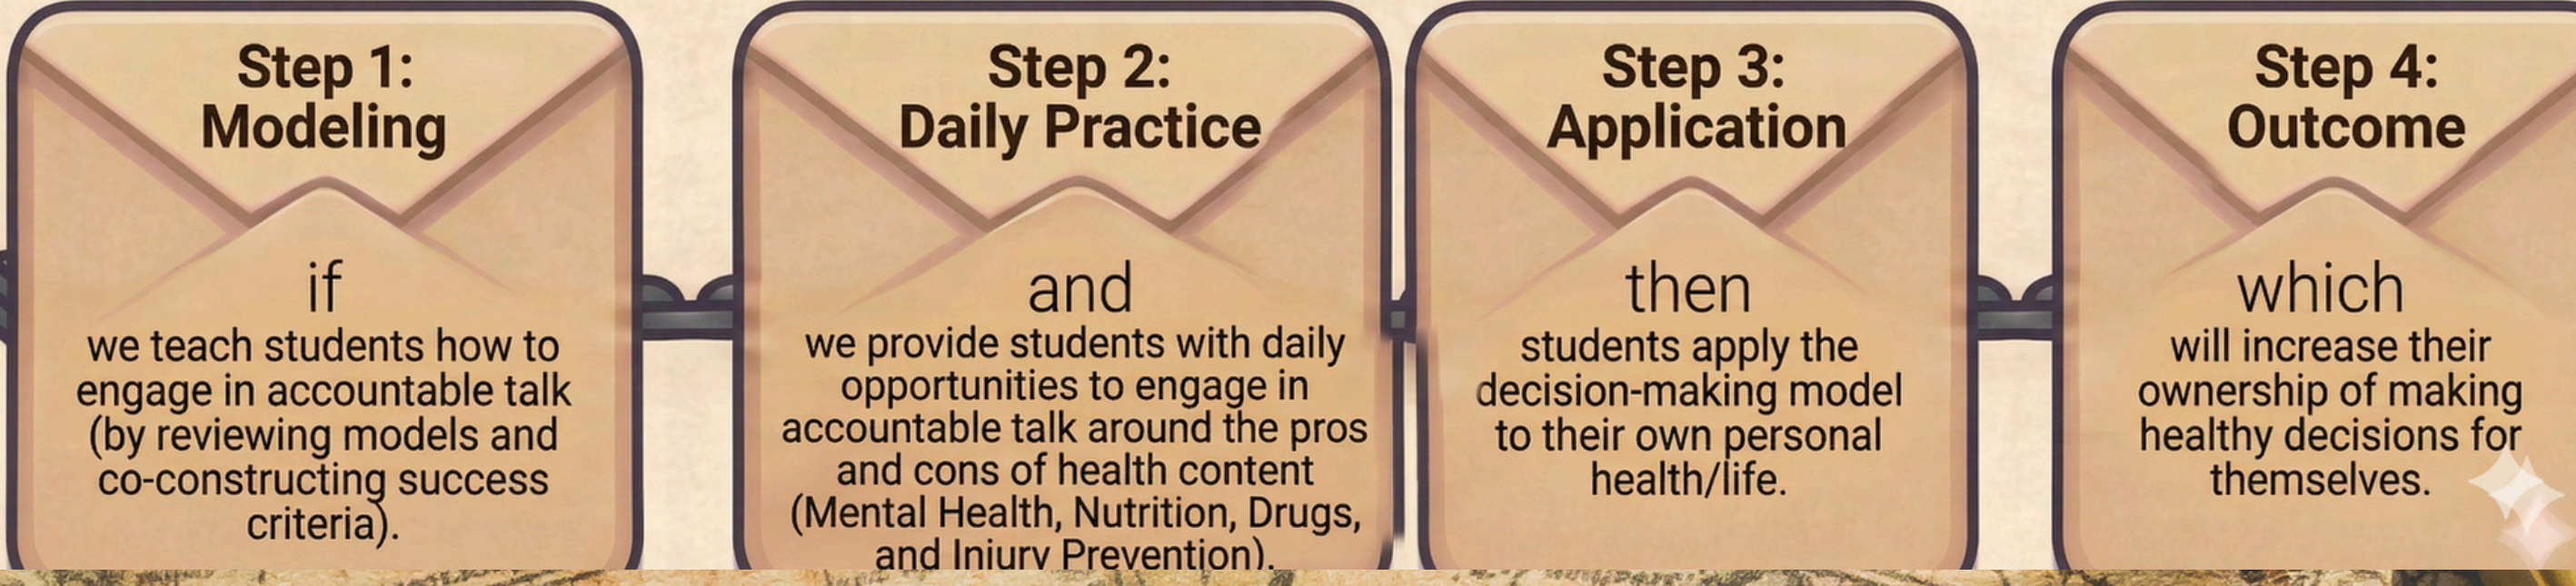 Step 1:
Modeling
if
we teach students how to
engage in accountable talk
(by reviewing models and
co-constructing success
criteria).
Step 2:
Daily Practice
and
we provide students with daily
opportunities to engage in
accountable talk around the pros
and cons of health content
(Mental Health, Nutrition, Drugs,
and Injury Prevention).
Step 3:
Application
then
students apply the
decision-making model
to their own personal
health/life.
Step 4:
Outcome
which
will increase their
ownership of making
healthy decisions for
themselves.